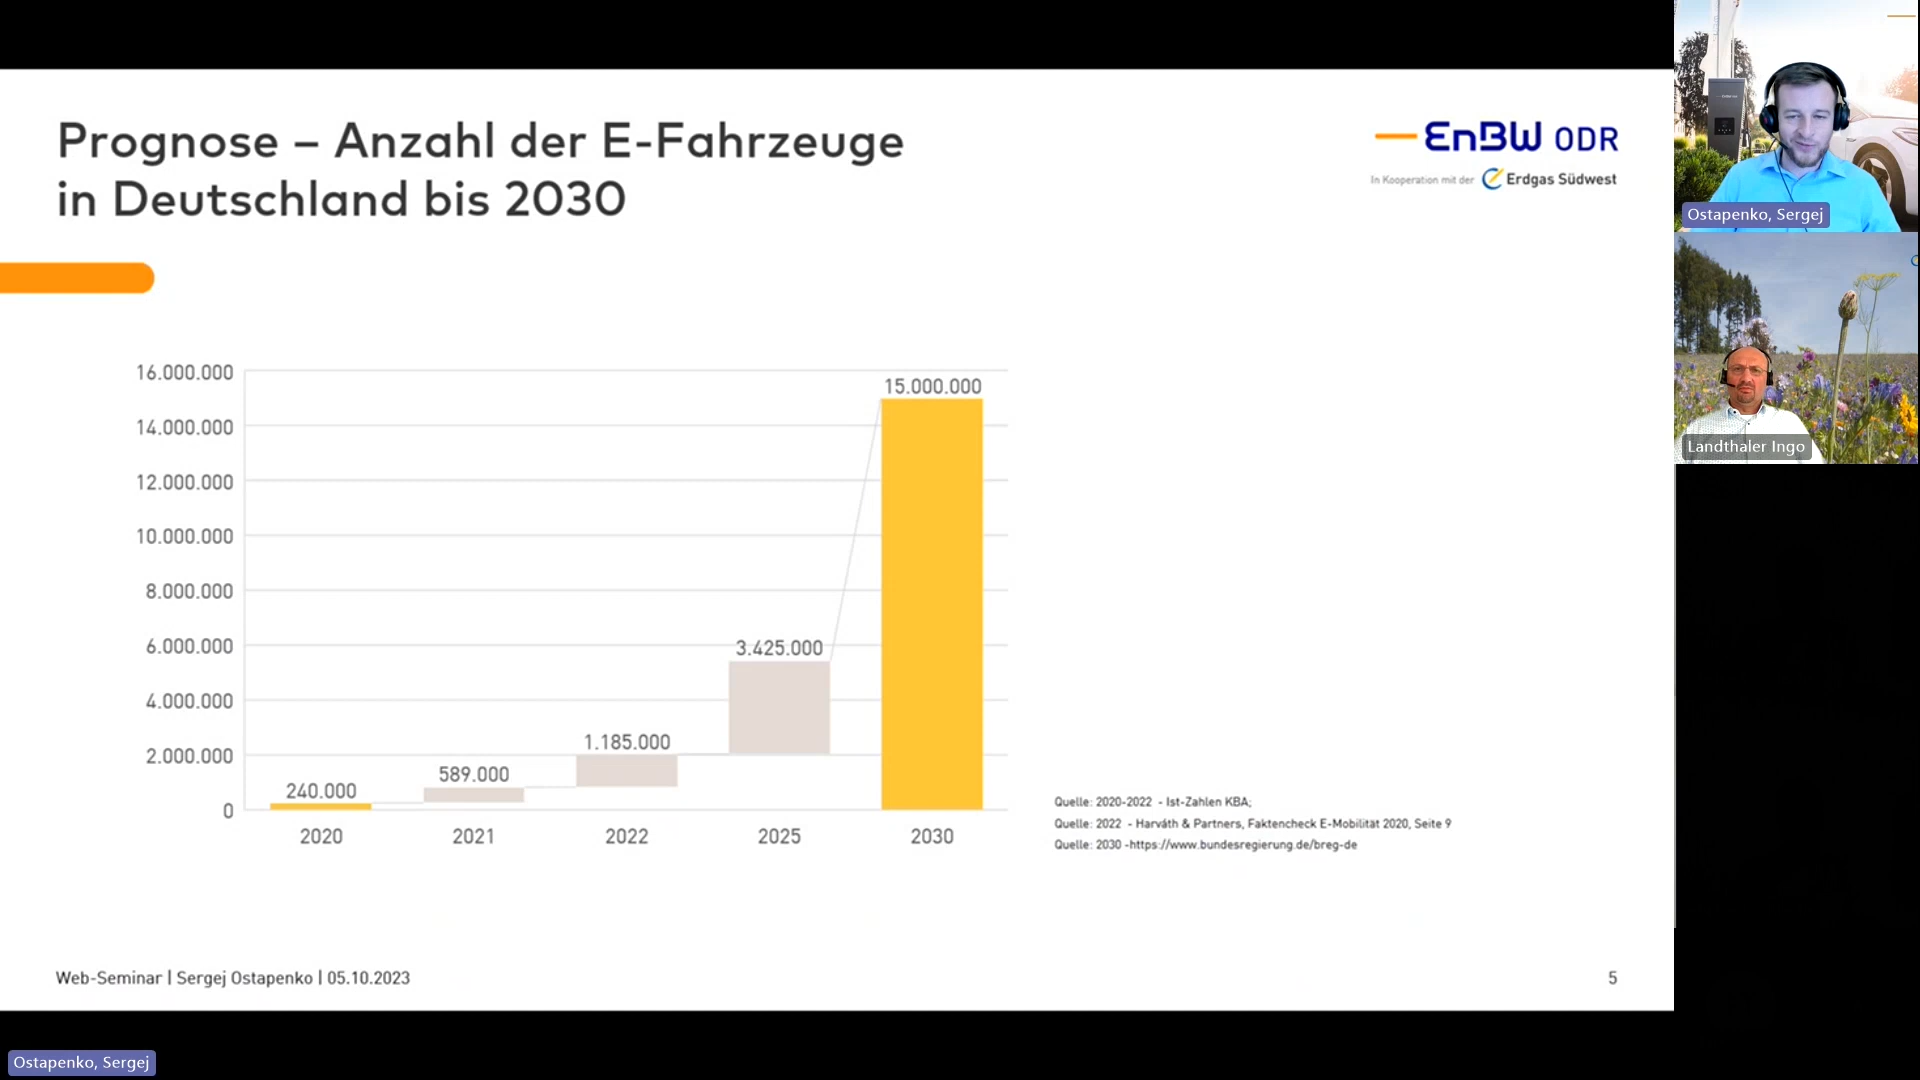 Prognose – Anzahl der E-Fahrzeuge
in Deutschland bis 2030
EnBW ODR
In Kooperation mit der Erdgas Südwest
16.000.000
14.000.000
12.000.000
10.000.000
8.000.000
6.000.000
4.000.000
2.000.000
0
240.000
589.000
1.185.000
3.425.000
15.000.000
2020
2021
2022
2025
2030
Quelle: 2020-2022 - Ist-Zahlen KBA;
Quelle: 2022 - Harváth & Partners, Faktencheck E-Mobilität 2020, Seite 9
Quelle: 2030 -https://www.bundesregierung.de/breg-de
Web-Seminar | Sergej Ostapenko | 05.10.2023
5
Ostapenko, Sergej
Landthaler Ingo
Ostapenko, Sergej